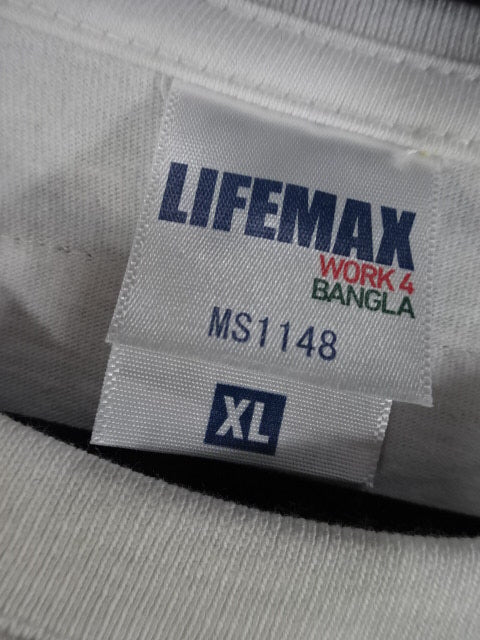 LIFEMAX
WORK 4
BANGLA
MS1148
XL